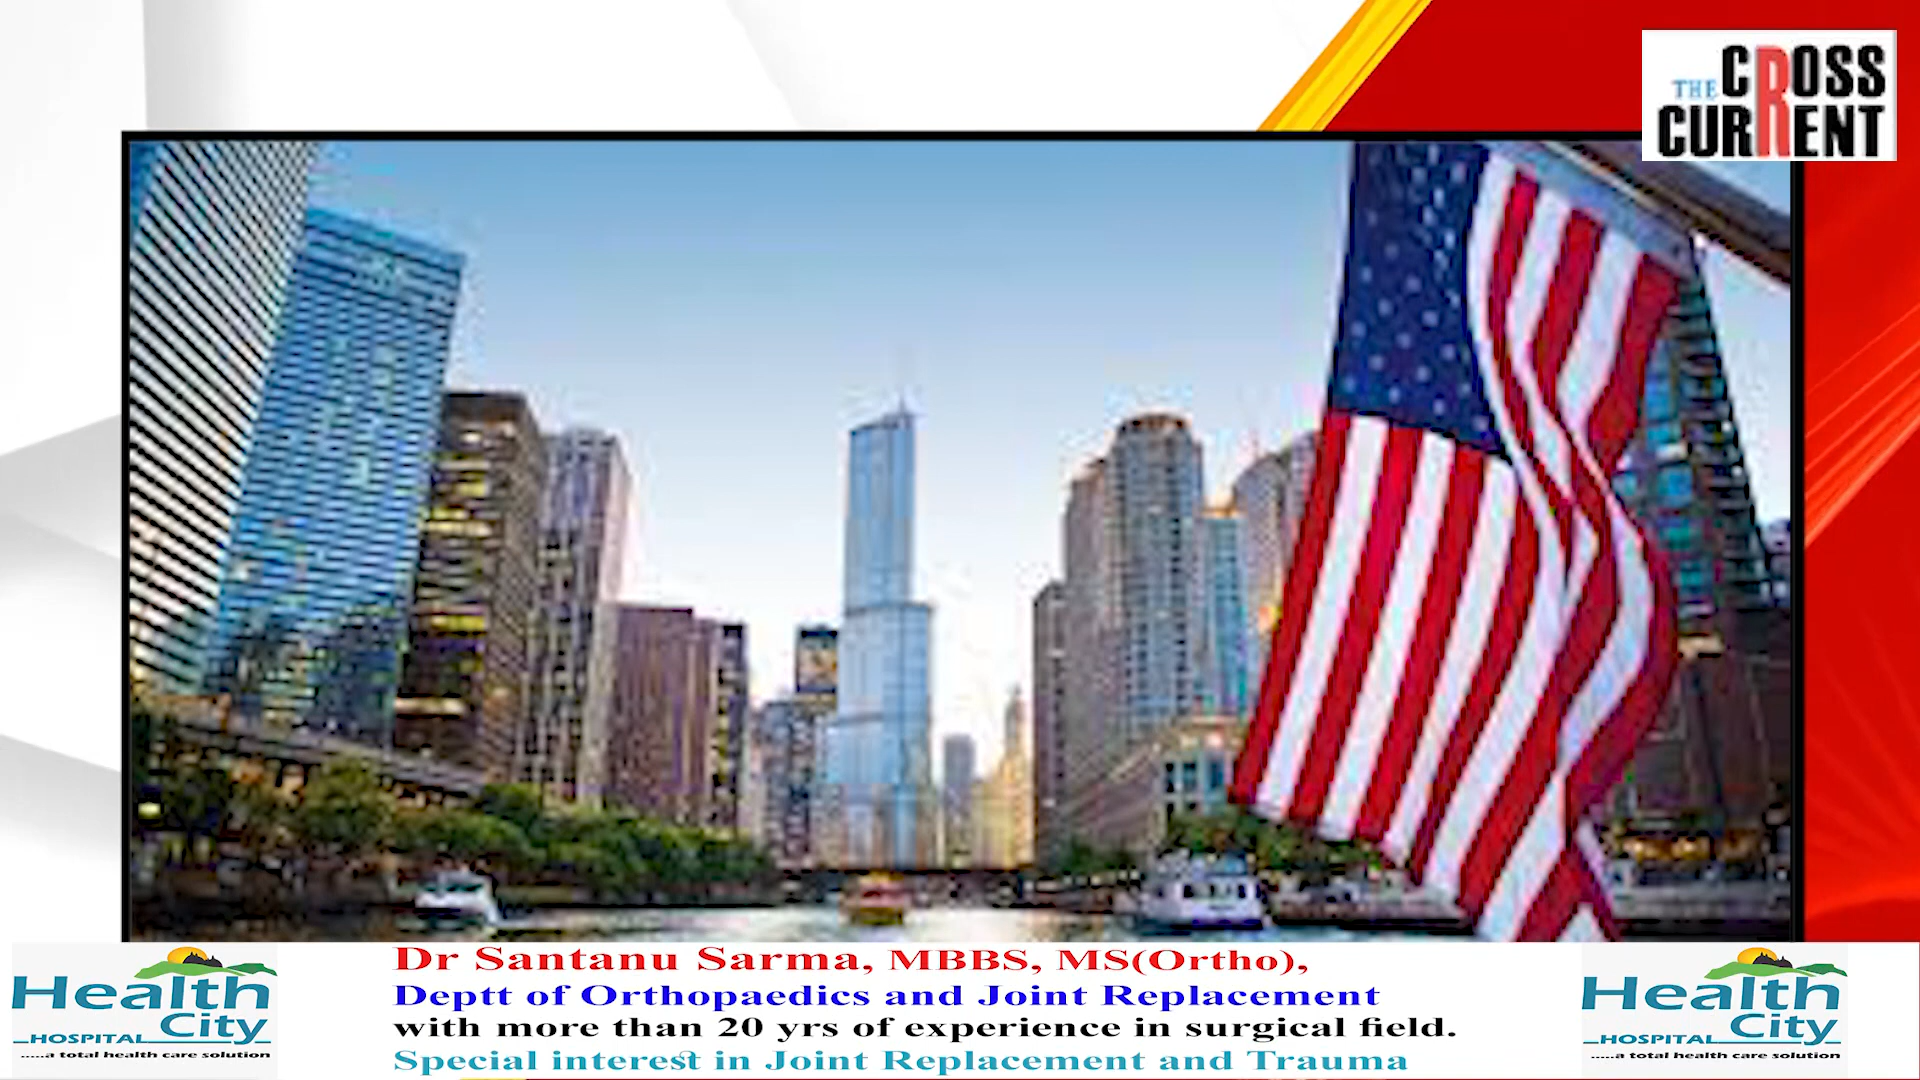 THE CROSS
CURRENT
Health
City
HOSPITAL
.....a total health care solution
Dr Santanu Sarma, MBBS, MS(Ortho),
Deptt of Orthopaedics and Joint Replacement
with more than 20 yrs of experience in surgical field.
Special interest in Joint Replacement and Trauma
Health
City
HOSPITAL
.....a total health care solution